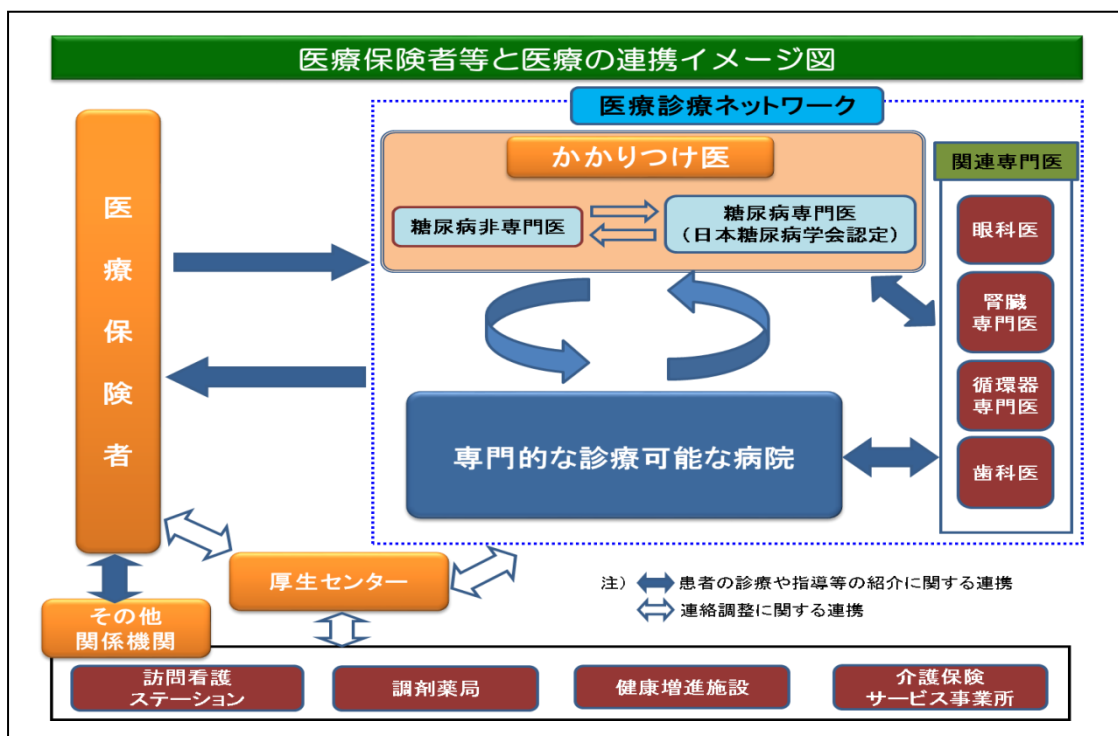 医療保険者等と医療の連携イメージ図
医療診療ネットワーク
医療保険者
かかりつけ医
糖尿病非専門医
糖尿病専門医
(日本糖尿病学会認定)
関連専門医
眼科医
腎臓
専門医
循環器
専門医
歯科医
専門的な診療可能な病院
厚生センター
注) 患者の診療や指導等の紹介に関する連携
連絡調整に関する連携
その他
関係機関
訪問看護
ステーション
調剤薬局
健康増進施設
介護保険
サービス事業所